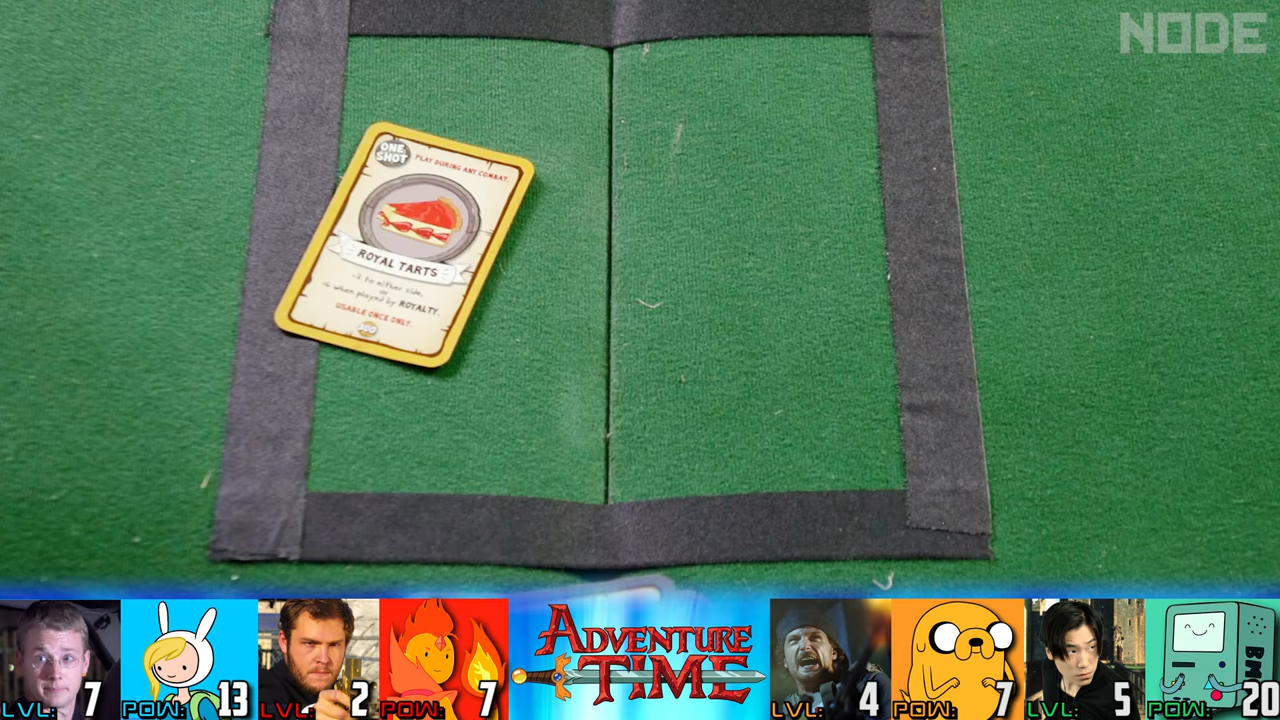 NODE
ONE SHOT
PLAY DURING ANY COMBAT.
ROYAL TARTS
to either side,
or
when played by ROYALTY.
USABLE ONCE ONLY.
ADVENTURE TIME
LVL: 7 POW: 13 LVL: 2 POW: 7 LVL: 4 POW: 7 LVL: 5 POW: 20